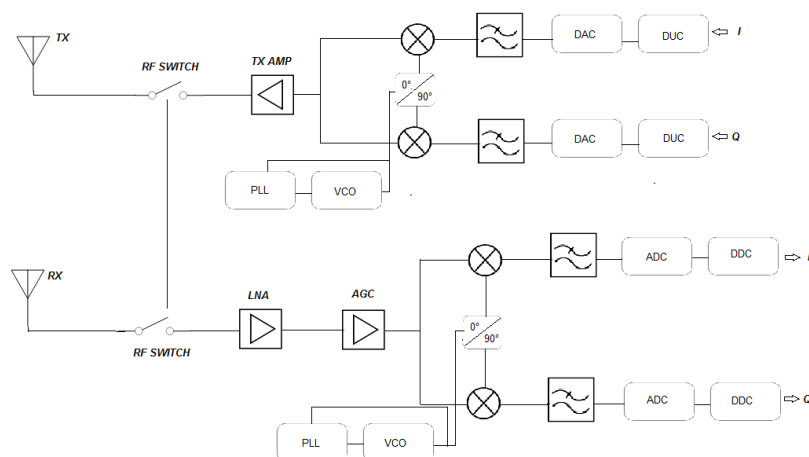 TX
RF SWITCH
TX AMP
DAC
DUC
I
0°
90°
DAC
DUC
Q
PLL
VCO
RX
RF SWITCH
LNA
AGC
ADC
DDC
0°
90°
ADC
DDC
Q
PLL
VCO